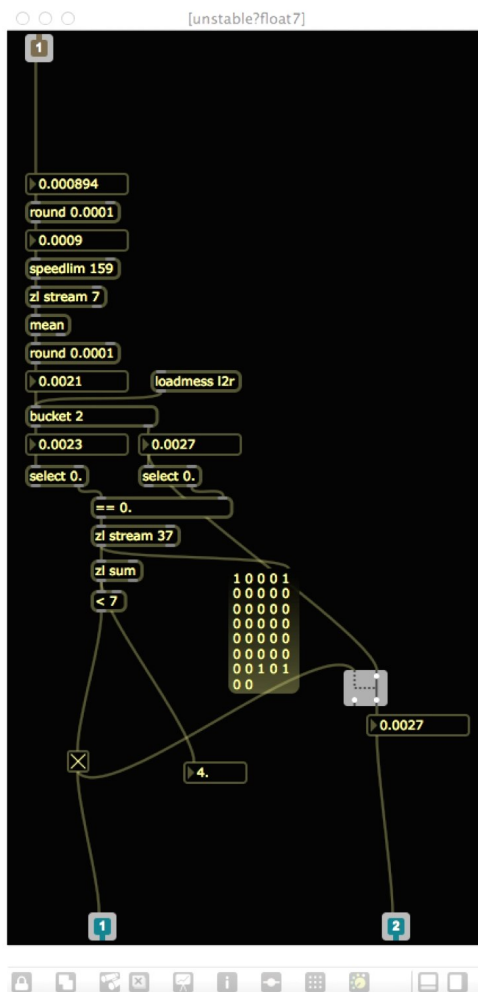 [unstable?float7]
1
0.000894
round 0.0001
0.0009
speedlim 159
zl stream 7
mean
round 0.0001
0.0021
loadmess l2r
bucket 2
0.0023
0.0027
select 0.
select 0.
== 0.
zl stream 37
zl sum
< 7
1 0 0 0 1
0 0 0 0 0
0 0 0 0 0
0 0 0 0 0
0 0 0 0 0
0 0 0 0 0
0 0 1 0 1
0 0
0.0027
4.
1
2